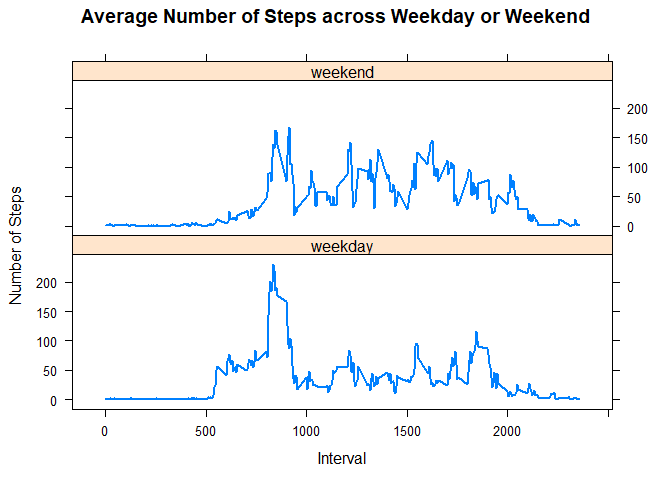 Average Number of Steps across Weekday or Weekend
weekend
200
150
100
50
0
Number of Steps
weekday
200
150
100
50
0
0 500 1000 1500 2000
Interval